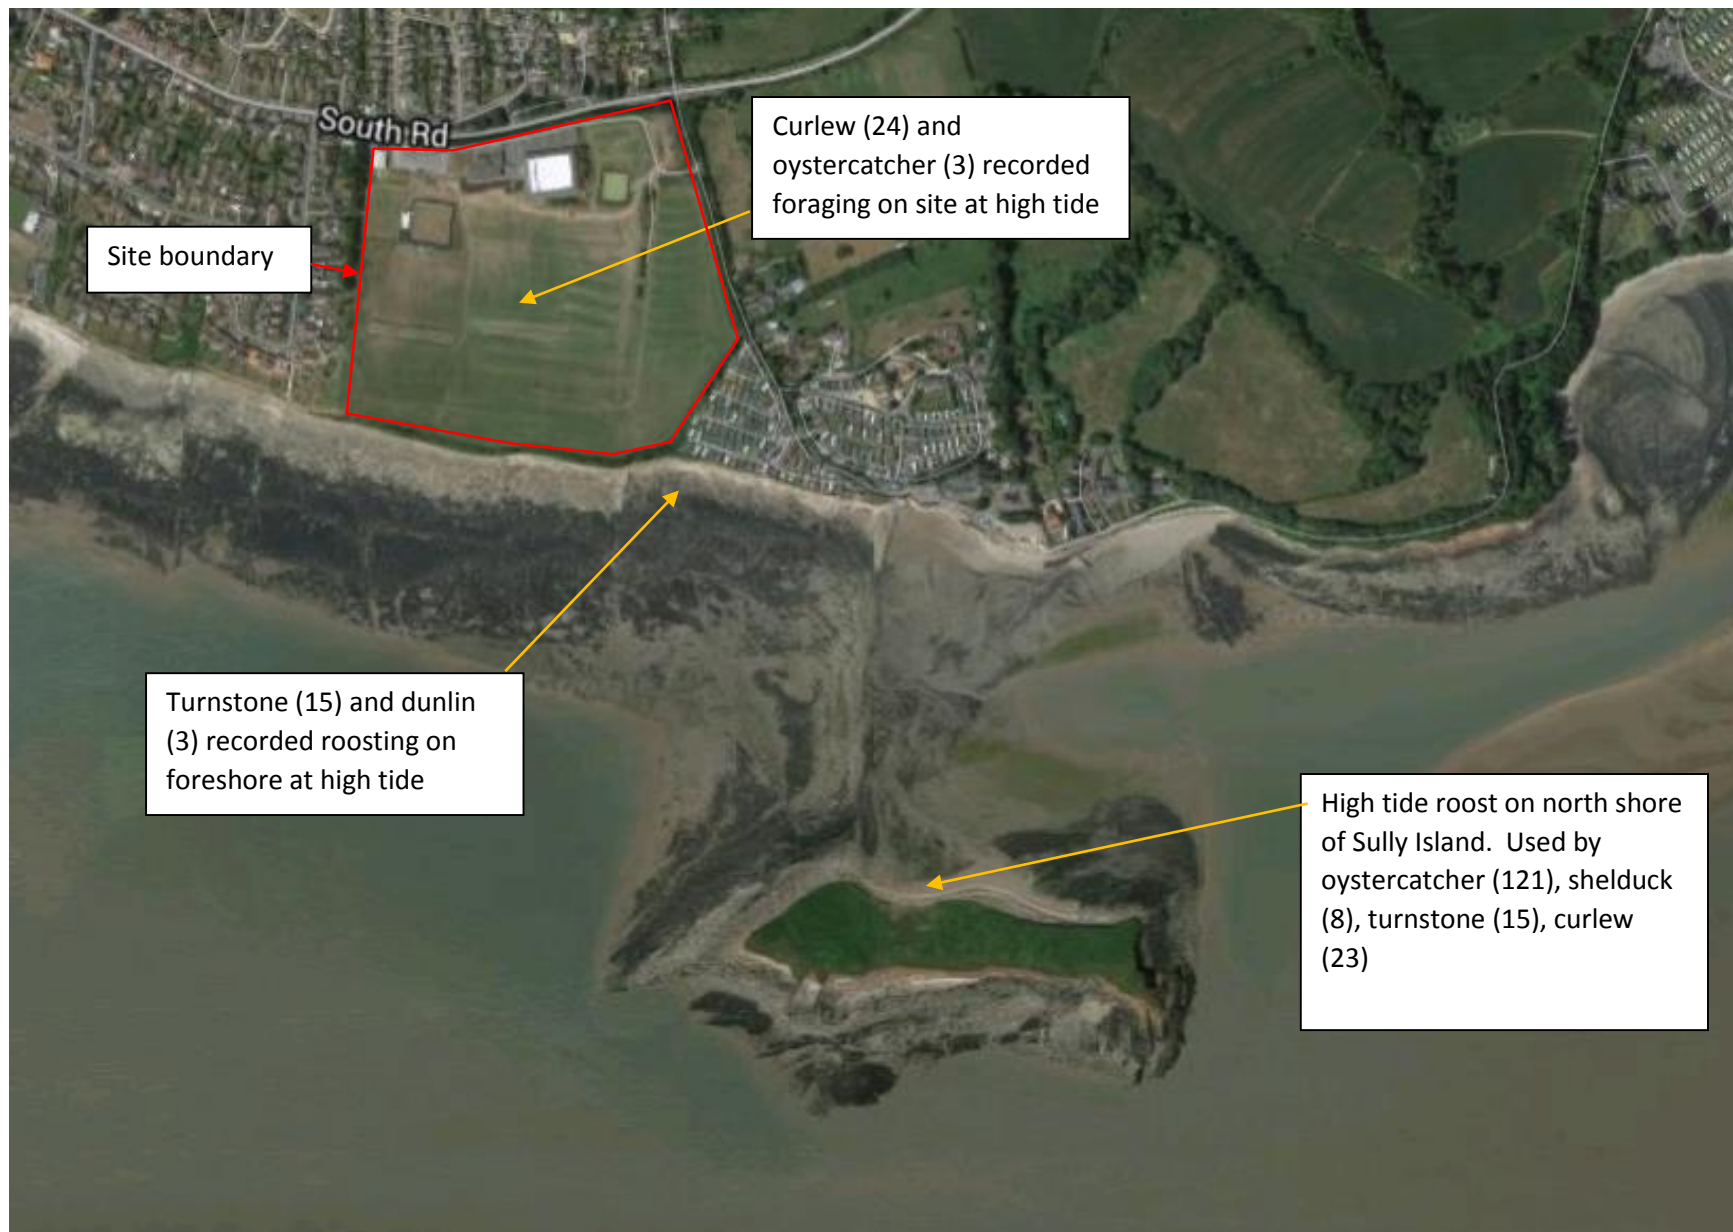 South Rd
Curlew (24) and
oystercatcher (3) recorded
foraging on site at high tide
Site boundary
Turnstone (15) and dunlin
(3) recorded roosting on
foreshore at high tide
High tide roost on north shore
of Sully Island.  Used by
oystercatcher (121), shelduck
(8), turnstone (15), curlew
(23)